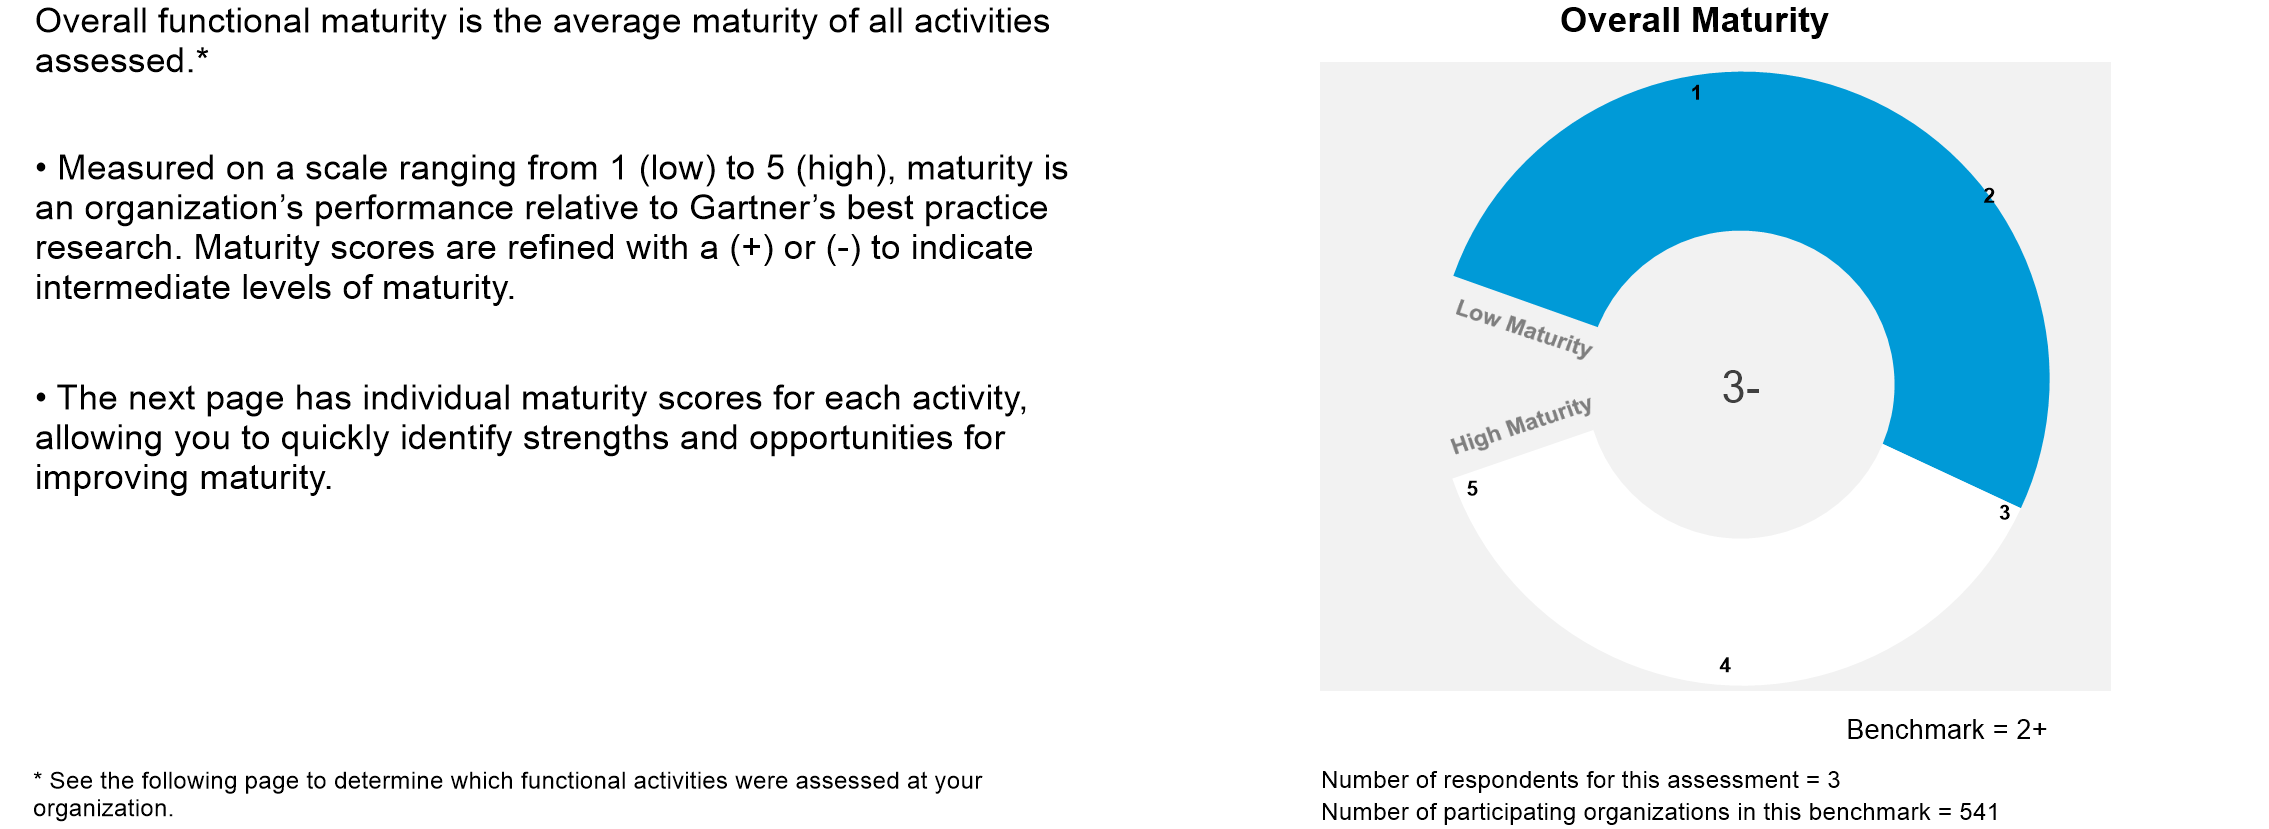 Overall functional maturity is the average maturity of all activities
assessed.*
• Measured on a scale ranging from 1 (low) to 5 (high), maturity is
an organization’s performance relative to Gartner’s best practice
research. Maturity scores are refined with a (+) or (-) to indicate
intermediate levels of maturity.
• The next page has individual maturity scores for each activity,
allowing you to quickly identify strengths and opportunities for
improving maturity.
* See the following page to determine which functional activities were assessed at your
organization.
Overall Maturity
1
2
Low Maturity
3-
High Maturity
5
3
4
Benchmark = 2+
Number of respondents for this assessment = 3
Number of participating organizations in this benchmark = 541